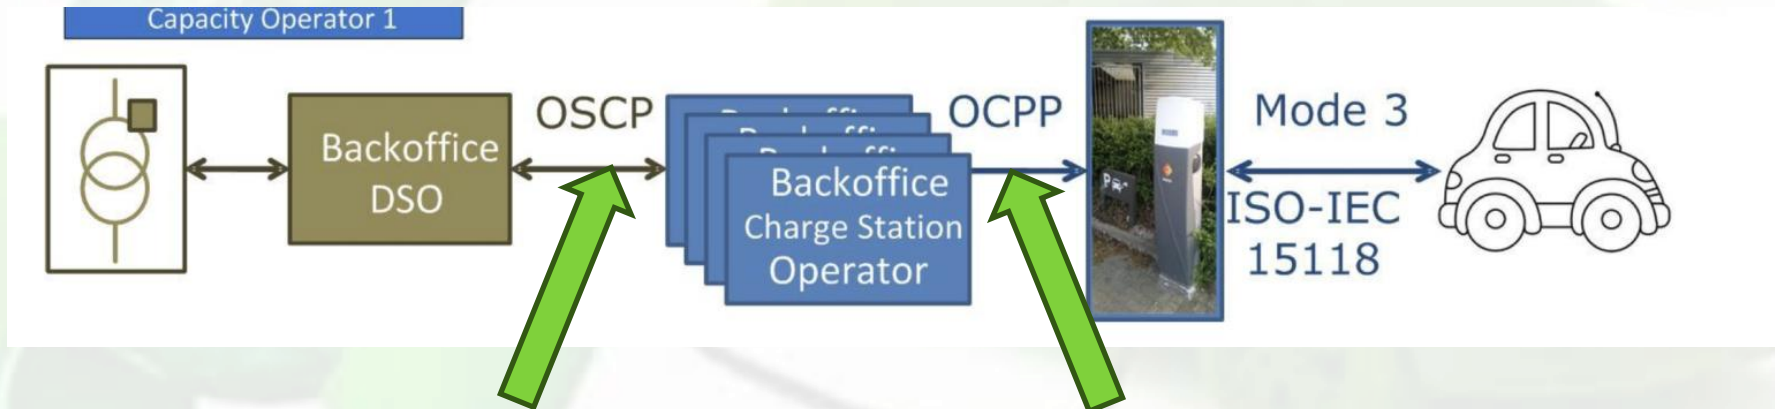 Capacity Operator 1
Backoffice
DSO
OSCP
Backoffice
Charge Station
Operator
OCPP
P
Mode 3
ISO-IEC
15118